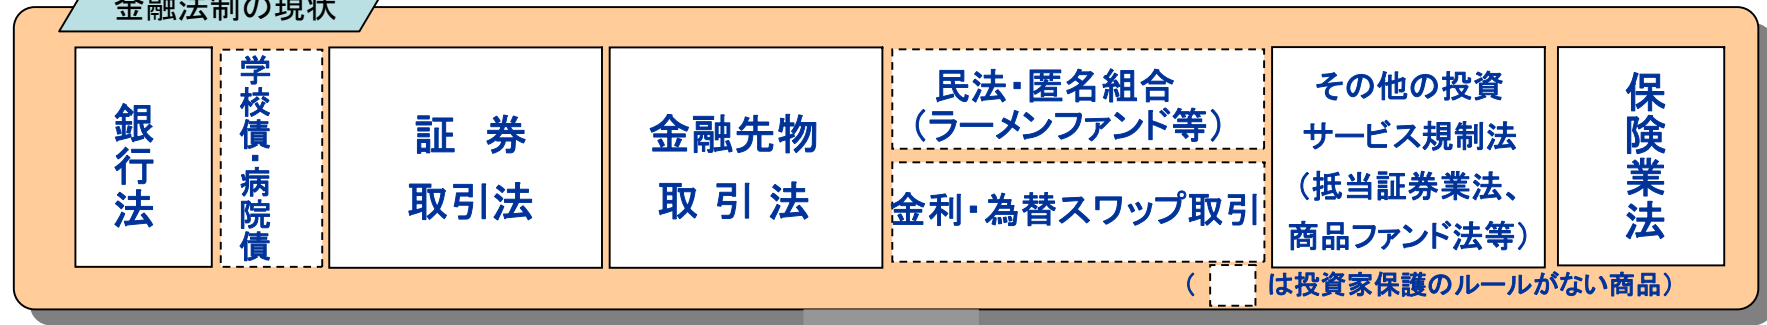 金融法制の現状
銀行法
学校債・病院債
証 券
取引法
金融先物
取 引 法
民法・匿名組合
（ラーメンファンド等）
金利・為替スワップ取引
その他の投資
サービス規制法
（抵当証券業法、
商品ファンド法等）
保険業法
（ は投資家保護のルールがない商品）